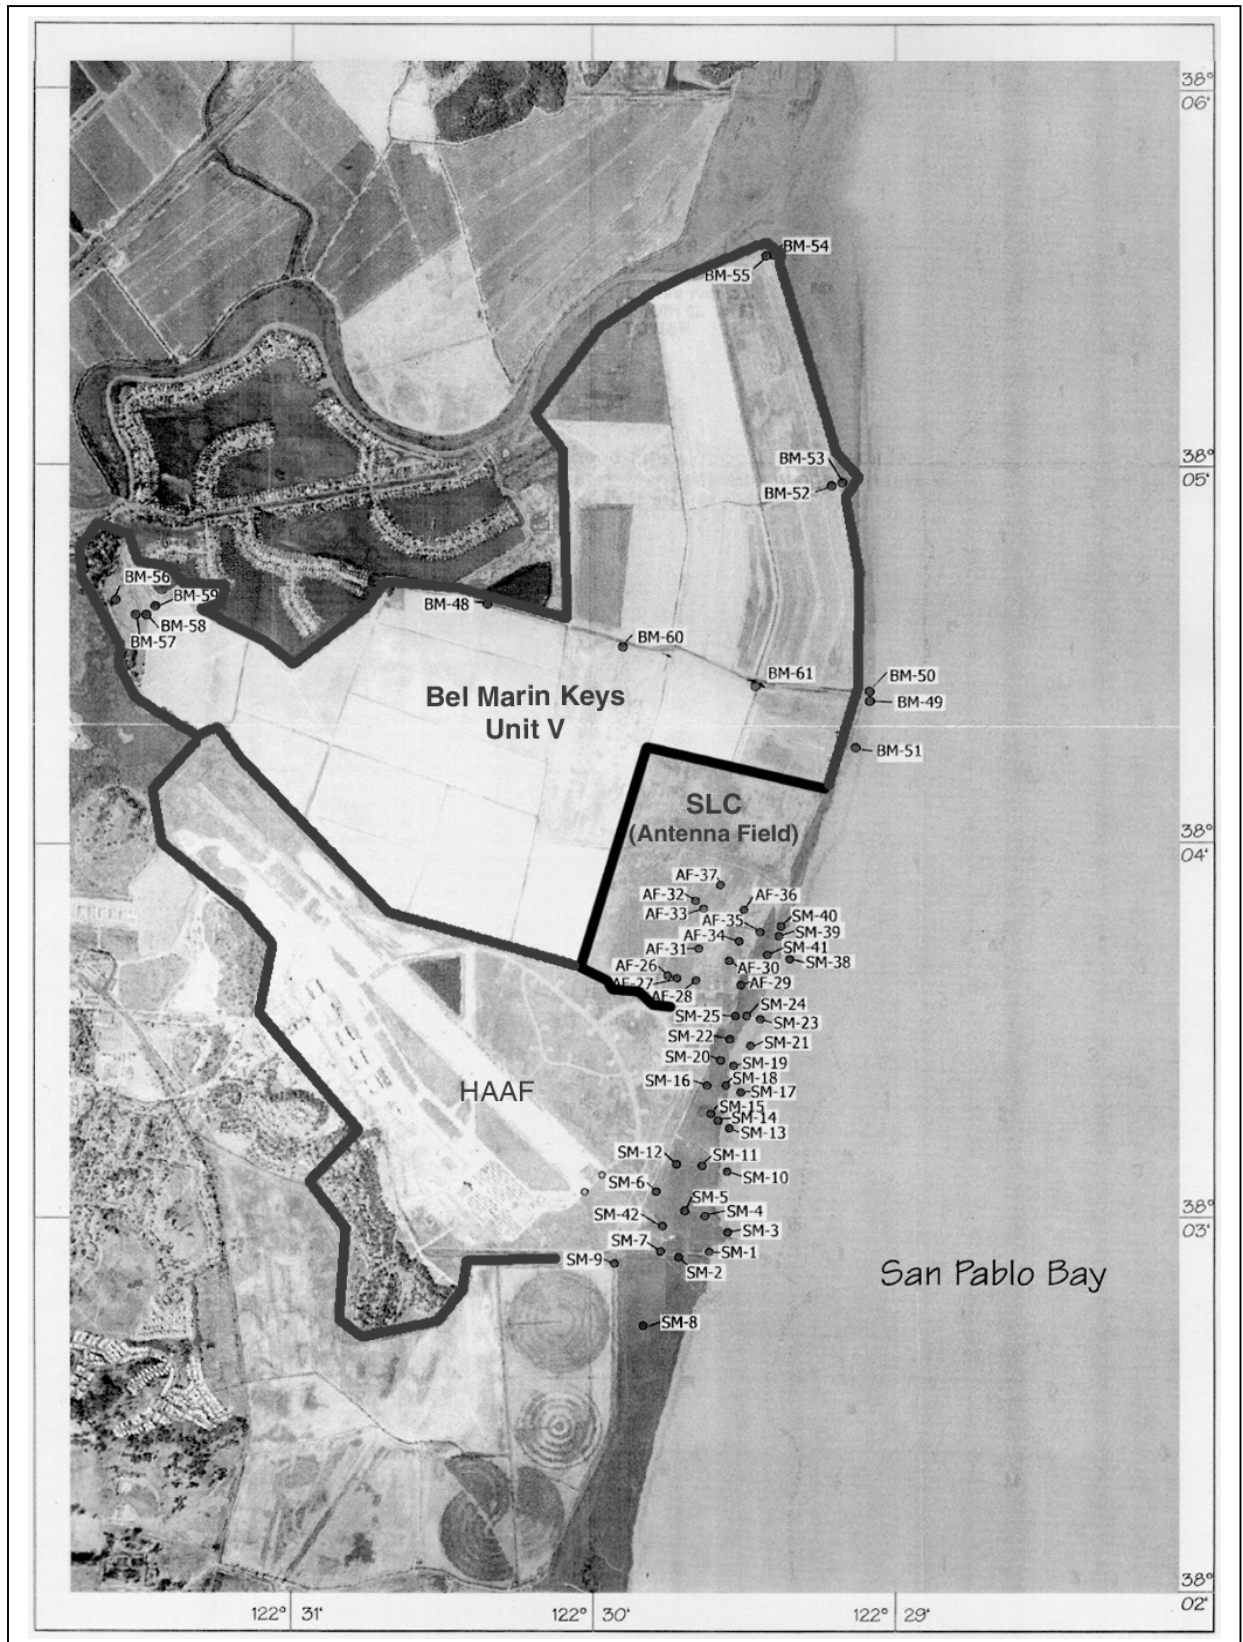 38°
06'
BM-54
BM-55
BM-53
38°
05'
BM-52
BM-56
BM-59
BM-48
BM-58
BM-57
BM-60
BM-61
BM-50
BM-49
Bel Marin Keys
Unit V
BM-51
SLC
(Antenna Field)
38°
04'
AF-37
AF-32
AF-36
AF-33
AF-35
SM-40
AF-34
SM-39
AF-31
SM-41
AF-26
AF-30
SM-38
AF-27
AF-29
AF-28
SM-24
SM-25
SM-23
SM-22
SM-21
SM-20
SM-19
SM-16
SM-18
SM-17
HAAF
SM-15
SM-14
SM-13
SM-12
SM-11
SM-10
SM-6
SM-5
SM-42
SM-4
38°
03'
SM-3
SM-7
SM-1
SM-9
SM-2
San Pablo Bay
SM-8
38°
02'
122° 31'
122° 30'
122° 29'